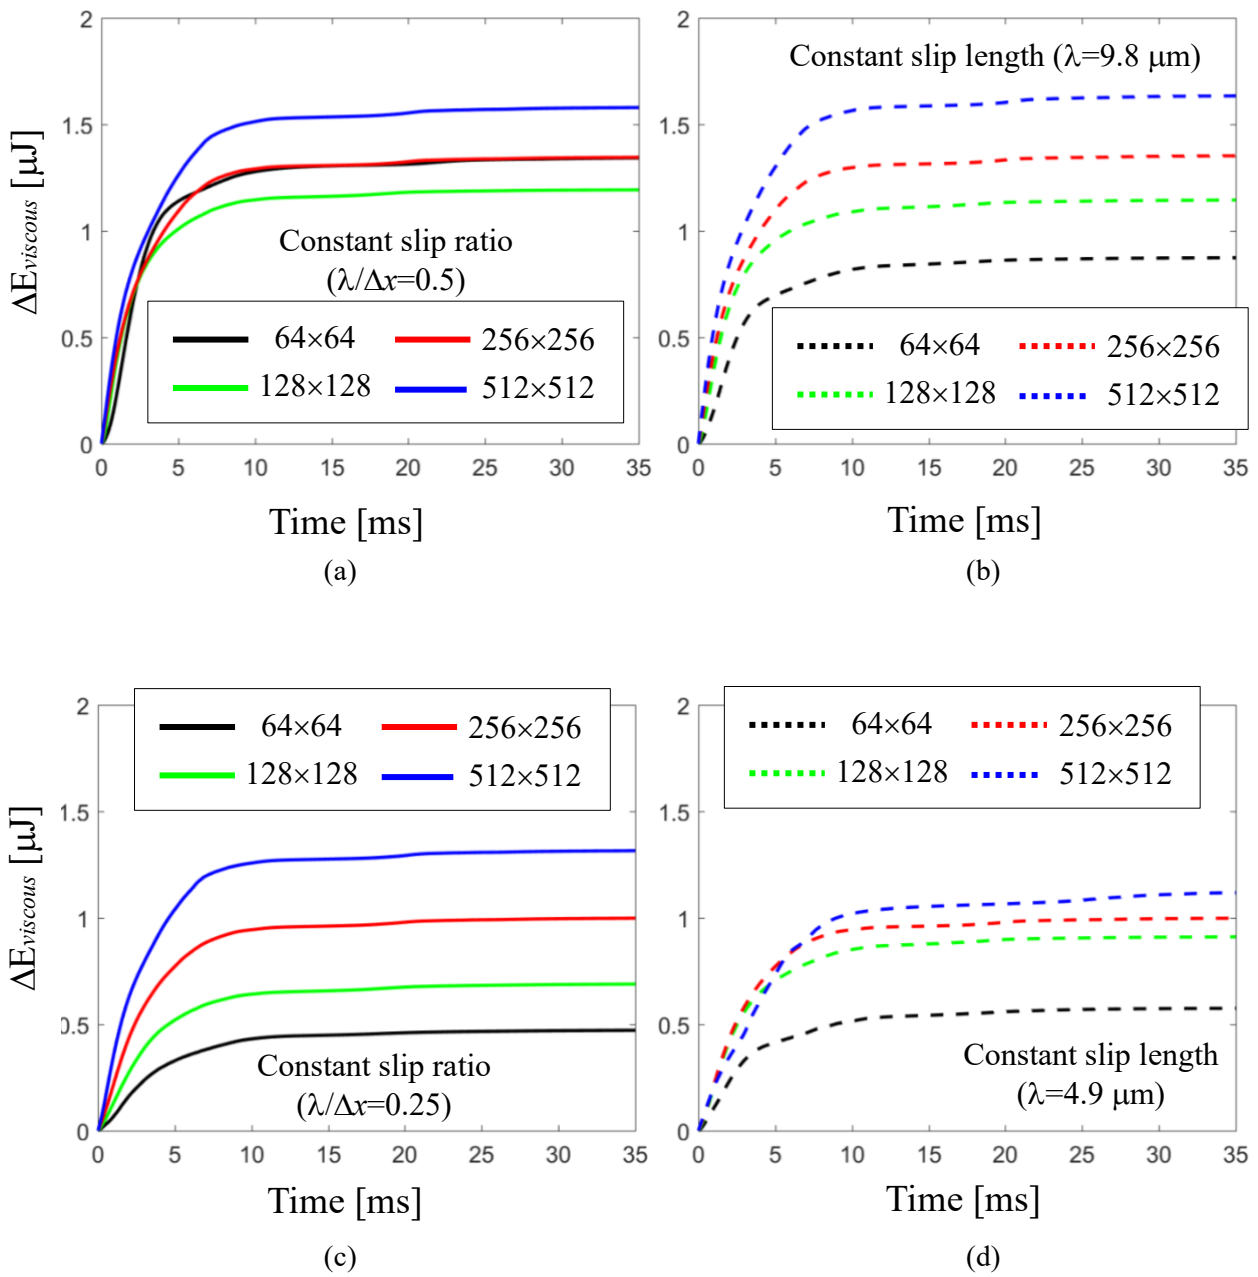 2
1.5
1
0.5
0
ΔEviscous [μJ]
Constant slip ratio
(λ/Δx=0.5)
64×64 256×256
128×128 512×512
0 5 10 15 20 25 30 35
Time [ms]
(a)
2
1.5
1
0.5
0
Constant slip length (λ=9.8 μm)
64×64 256×256
128×128 512×512
0 5 10 15 20 25 30 35
Time [ms]
(b)
2
1.5
1
0.5
0
ΔEviscous [μJ]
64×64 256×256
128×128 512×512
Constant slip ratio
(λ/Δx=0.25)
0 5 10 15 20 25 30 35
Time [ms]
(c)
2
1.5
1
0.5
0
64×64 256×256
128×128 512×512
Constant slip length
(λ=4.9 μm)
0 5 10 15 20 25 30 35
Time [ms]
(d)